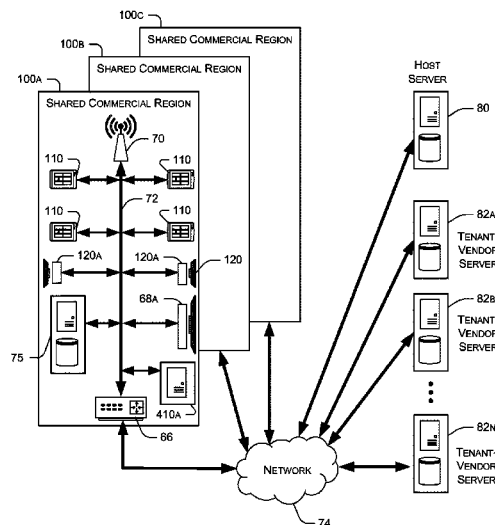 100C
100B
SHARED COMMERCIAL REGION
100A
SHARED COMMERCIAL REGION
SHARED COMMERCIAL REGION
HOST
SERVER
80
70
110
110
72
110
110
82A
TENANT-
VENDOR
SERVER
120A
120A
120
68A
82B
TENANT-
VENDOR
SERVER
75
410A
66
NETWORK
74
82N
TENANT-
VENDOR
SERVER